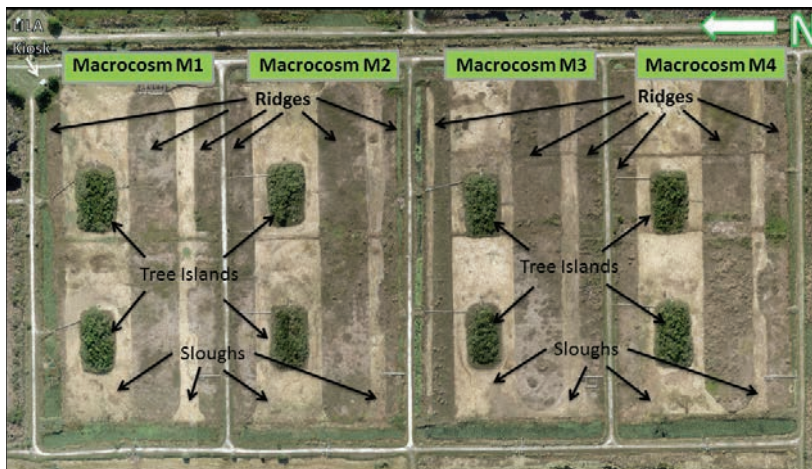 LILA
Kiosk
N
Macrocosm M1
Macrocosm M2
Macrocosm M3
Macrocosm M4
Ridges
Ridges
Tree Islands
Tree Islands
Sloughs
Sloughs